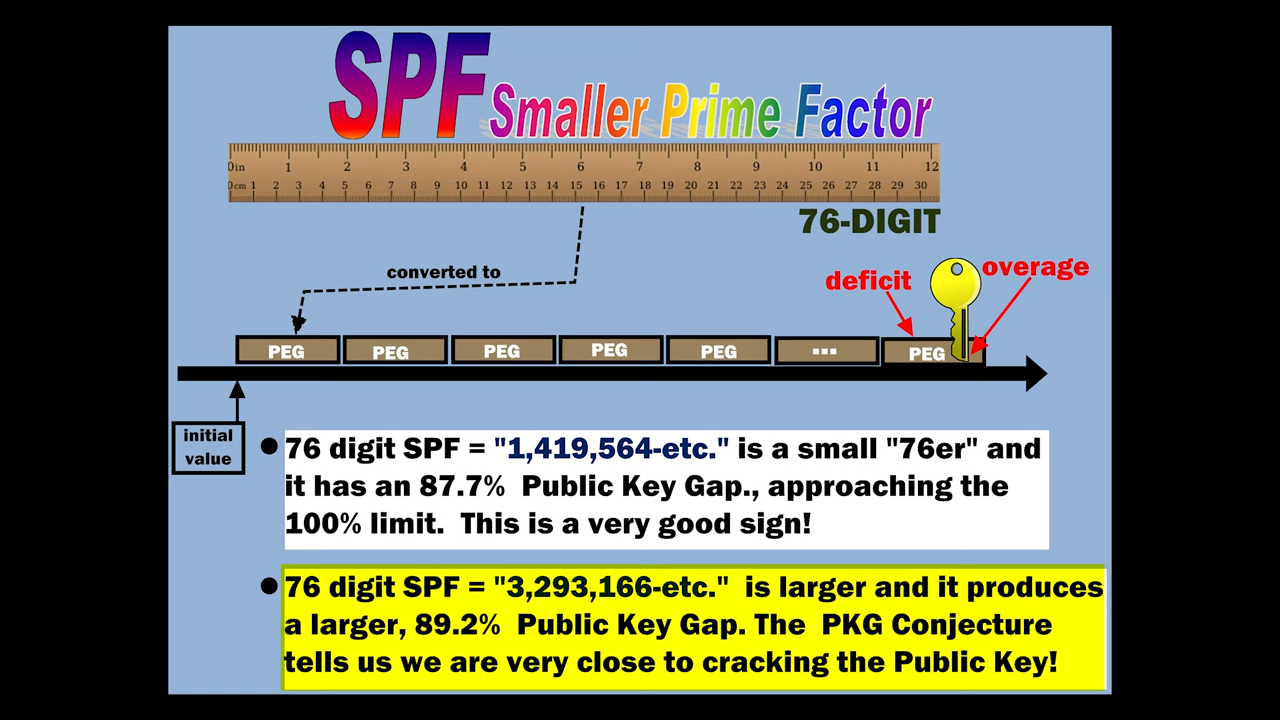 SPF Smaller Prime Factor
0in 1 2 3 4 5 6 7 8 9 10 11 12
0cm 1 2 3 4 5 6 7 8 9 10 11 12 13 14 15 16 17 18 19 20 21 22 23 24 25 26 27 28 29 30
76-DIGIT
converted to
deficit
overage
PEG PEG PEG PEG PEG ... PEG
initial
value
● 76 digit SPF = "1,419,564-etc." is a small "76er" and
it has an 87.7% Public Key Gap., approaching the
100% limit. This is a very good sign!
● 76 digit SPF = "3,293,166-etc." is larger and it produces
a larger, 89.2% Public Key Gap. The PKG Conjecture
tells us we are very close to cracking the Public Key!